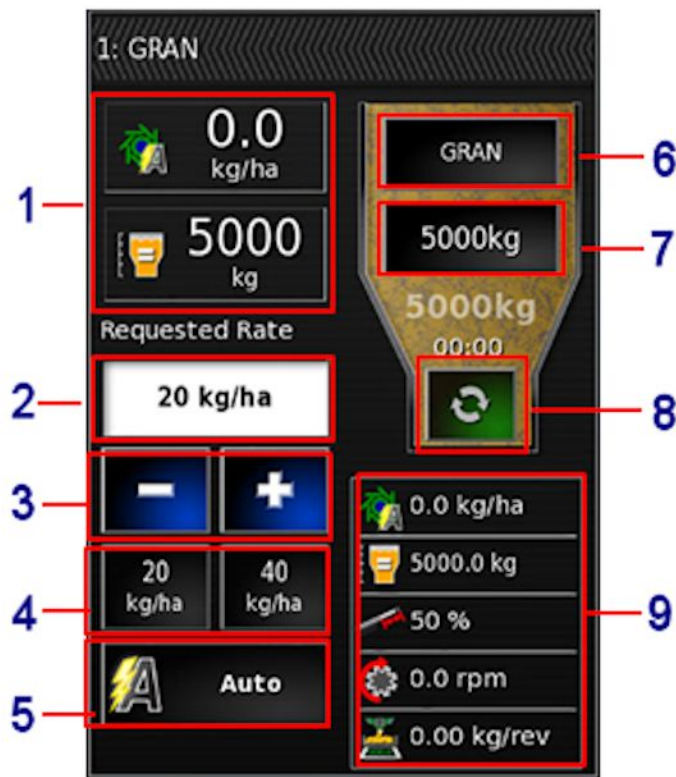 1: GRAN
1
0.0
kg/ha
5000
kg
Requested Rate
2
20 kg/ha
3
4
20
kg/ha
40
kg/ha
5
A
Auto
GRAN
6
5000kg
7
5000kg
00:00
8
9
0.0 kg/ha
5000.0 kg
50 %
0.0 rpm
0.00 kg/rev